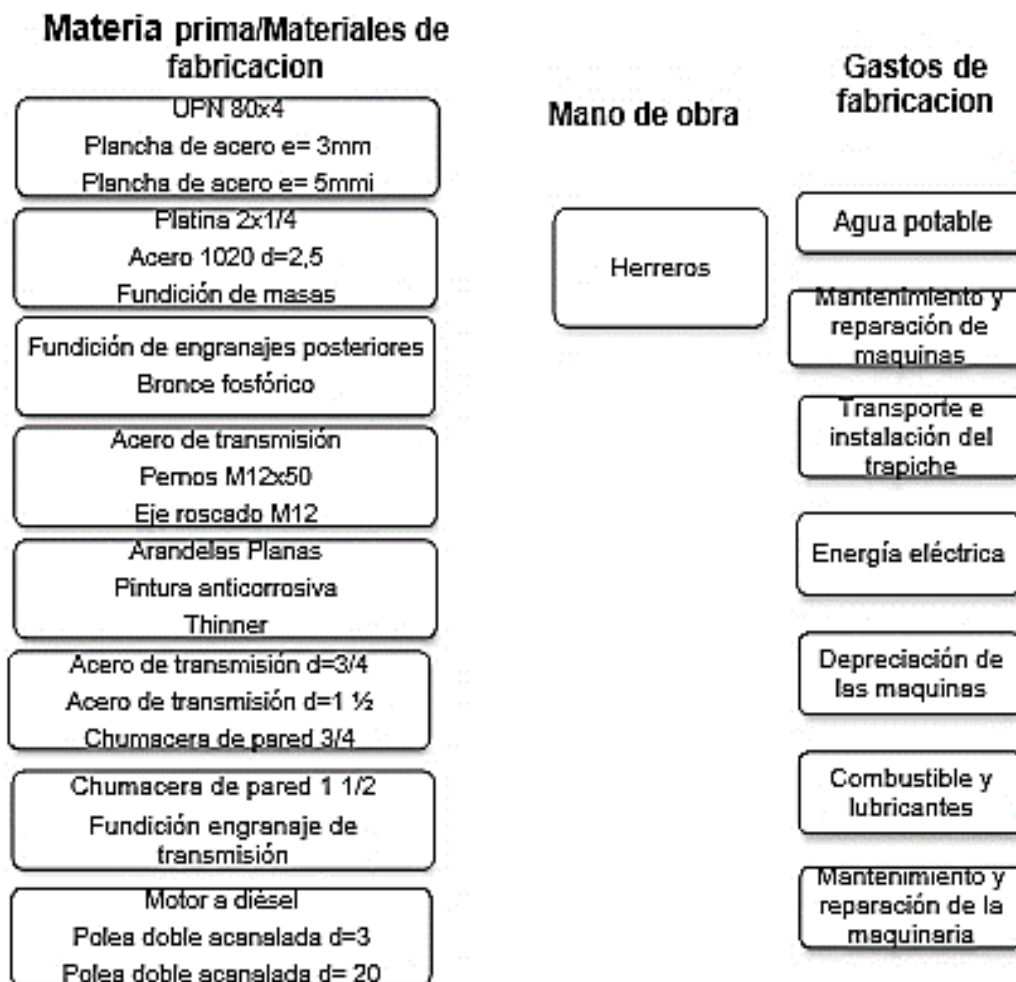 Materia prima/Materiales de
fabricacion
UPN 80x4
Plancha de acero e= 3mm
Plancha de acero e= 5mmi
Platina 2x1/4
Acero 1020 d=2,5
Fundición de masas
Fundición de engranajes posteriores
Bronce fosfórico
Acero de transmisión
Pernos M12x50
Eje roscado M12
Arandelas Planas
Pintura anticorrosiva
Thinner
Acero de transmisión d=3/4
Acero de transmisión d=1 ½
Chumacera de pared 3/4
Chumacera de pared 1 1/2
Fundición engranaje de
transmisión
Motor a diésel
Polea doble acanalada d=3
Polea doble acanalada d= 20
Mano de obra
Herreros
Gastos de
fabricacion
Agua potable
Mantenimiento y
reparación de
maquinas
Transporte e
instalación del
trapiche
Energía eléctrica
Depreciación de
las maquinas
Combustible y
lubricantes
Mantenimiento y
reparación de la
maquinaria